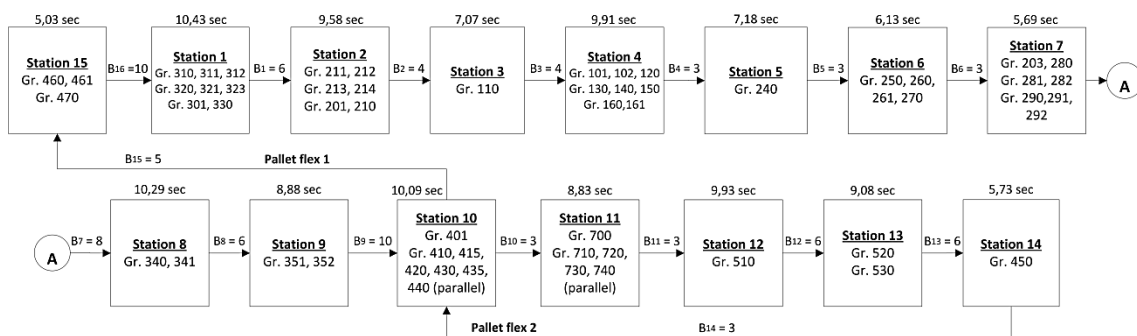 5,03 sec
10,43 sec
9,58 sec
7,07 sec
9,91 sec
7,18 sec
6,13 sec
5,69 sec
Station 15
Gr. 460, 461
Gr. 470
B16 =10
Station 1
Gr. 310, 311, 312
Gr. 320, 321, 323
Gr. 301, 330
B1 = 6
Station 2
Gr. 211, 212
Gr. 213, 214
Gr. 201, 210
B2 = 4
Station 3
Gr. 110
B3 = 4
Station 4
Gr. 101, 102, 120
Gr. 130, 140, 150
Gr. 160,161
B4 = 3
Station 5
Gr. 240
B5 = 3
Station 6
Gr. 250, 260,
261, 270
B6 = 3
Station 7
Gr. 203, 280
Gr. 281, 282
Gr. 290,291,
292
A
B15 = 5
Pallet flex 1
10,29 sec
8,88 sec
10,09 sec
8,83 sec
9,93 sec
9,08 sec
5,73 sec
A
B7 = 8
Station 8
Gr. 340, 341
B8 = 6
Station 9
Gr. 351, 352
B9 = 10
Station 10
Gr. 401
Gr. 410, 415,
420, 430, 435,
440 (parallel)
B10 = 3
Station 11
Gr. 700
Gr. 710, 720,
730, 740
(parallel)
B11 = 3
Station 12
Gr. 510
B12 = 6
Station 13
Gr. 520
Gr. 530
B13 = 6
Station 14
Gr. 450
Pallet flex 2
B14 = 3